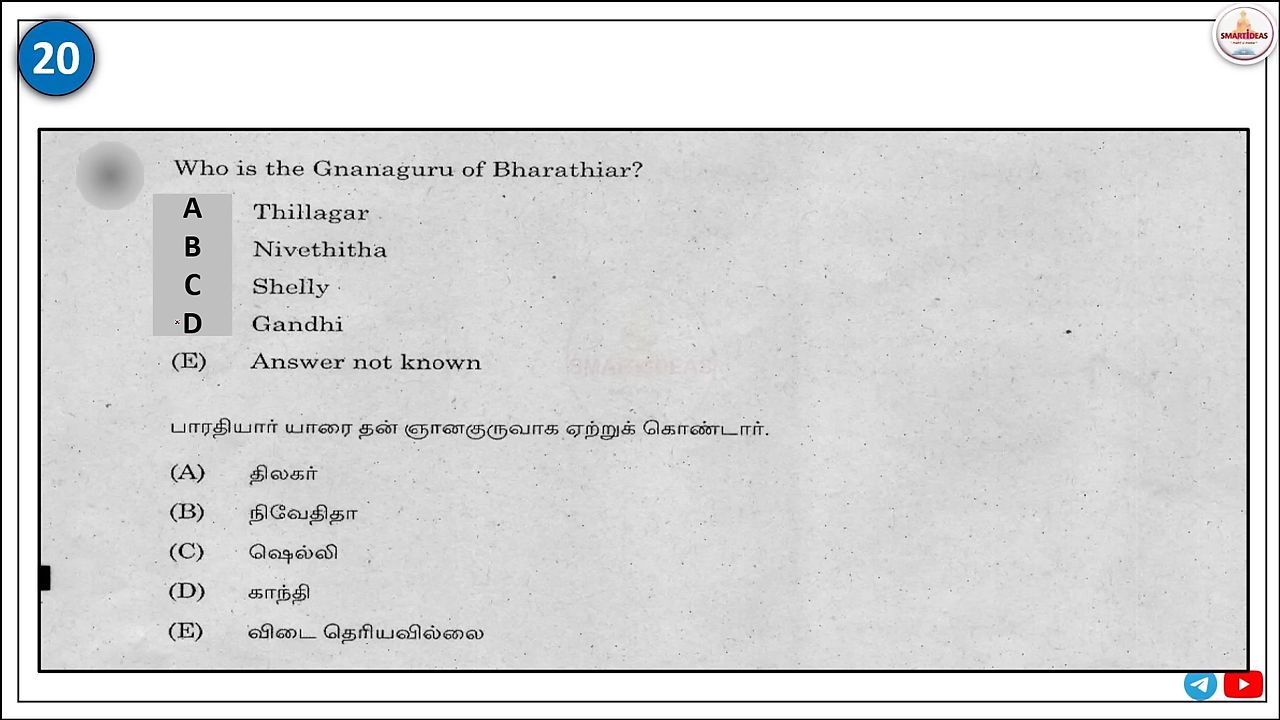 20
SMARTIDEAS
Who is the Gnanaguru of Bharathiar?
A Thillagar
B Nivethitha
C Shelly
D Gandhi
(E) Answer not known
SMARTIDEAS
பாரதியார் யாரை தன் ஞானகுருவாக ஏற்றுக் கொண்டார்.
(A) திலகர்
(B) நிவேதிதா
(C) ஷெல்லி
(D) காந்தி
(E) விடை தெரியவில்லை